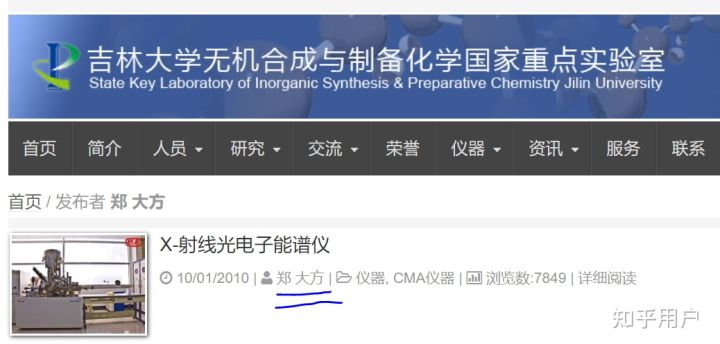 吉林大学无机合成与制备化学国家重点实验室
State Key Laboratory of Inorganic Synthesis & Preparative Chemistry Jilin University
首页 简介 人员 研究 交流 荣誉 仪器 资讯 服务 联系
首页 / 发布者 郑 大方
X-射线光电子能谱仪
10/01/2010 | 郑 大方 | 仪器, CMA仪器 | 浏览数:7849 | 详细阅读
知乎用户